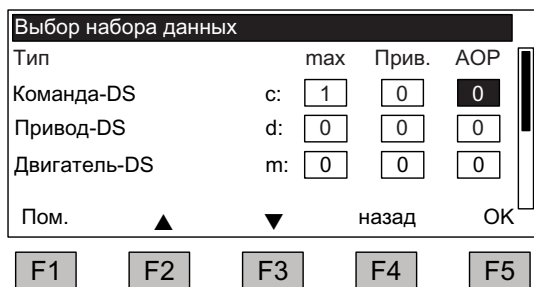 Выбор набора данных
Тип max Прив. AOP
Команда-DS c: 1 0 0
Привод-DS d: 0 0 0
Двигатель-DS m: 0 0 0
Пом. ▲ ▼ назад OK
F1 F2 F3 F4 F5